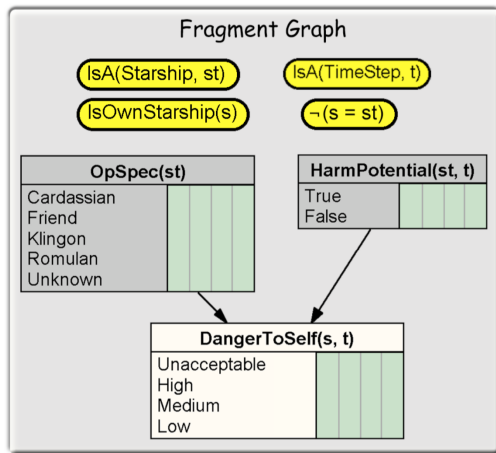 Fragment Graph
IsA(Starship, st)
IsA(TimeStep, t)
IsOwnStarship(s)
¬(s = st)
OpSpec(st)
Cardassian
Friend
Klingon
Romulan
Unknown
HarmPotential(st, t)
True
False
DangerToSelf(s, t)
Unacceptable
High
Medium
Low